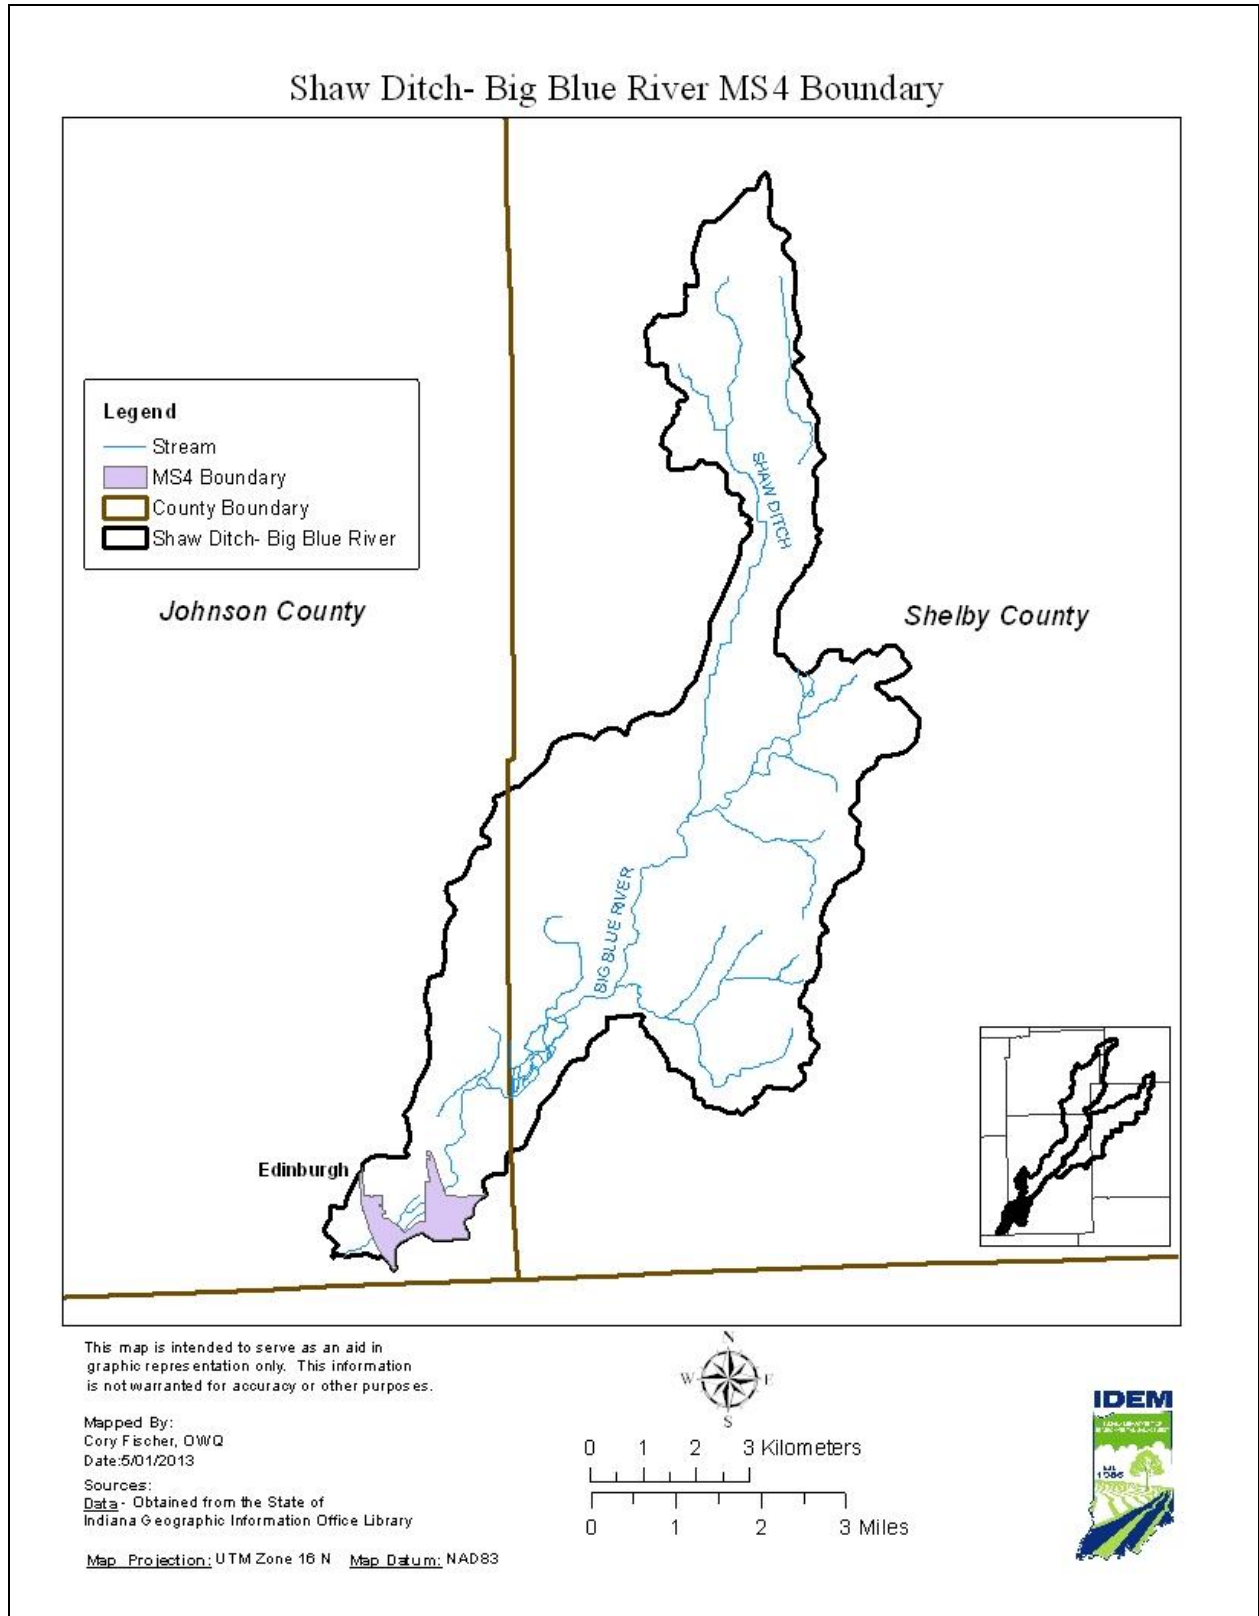 Shaw Ditch- Big Blue River MS4 Boundary
Legend
Stream
MS4 Boundary
County Boundary
Shaw Ditch- Big Blue River
Johnson County
Shelby County
SHAW DITCH
BIG BLUE RIVER
Edinburgh
This map is intended to serve as an aid in
graphic representation only. This information
is not warranted for accuracy or other purposes.
Mapped By:
Cory Fischer, OWQ
Date:5/01/2013
Sources:
Data - Obtained from the State of
Indiana Geographic Information Office Library
Map Projection: UTM Zone 16 N Map Datum: NAD83
N
W E
S
0 1 2 3 Kilometers
0 1 2 3 Miles
IDEM
1986